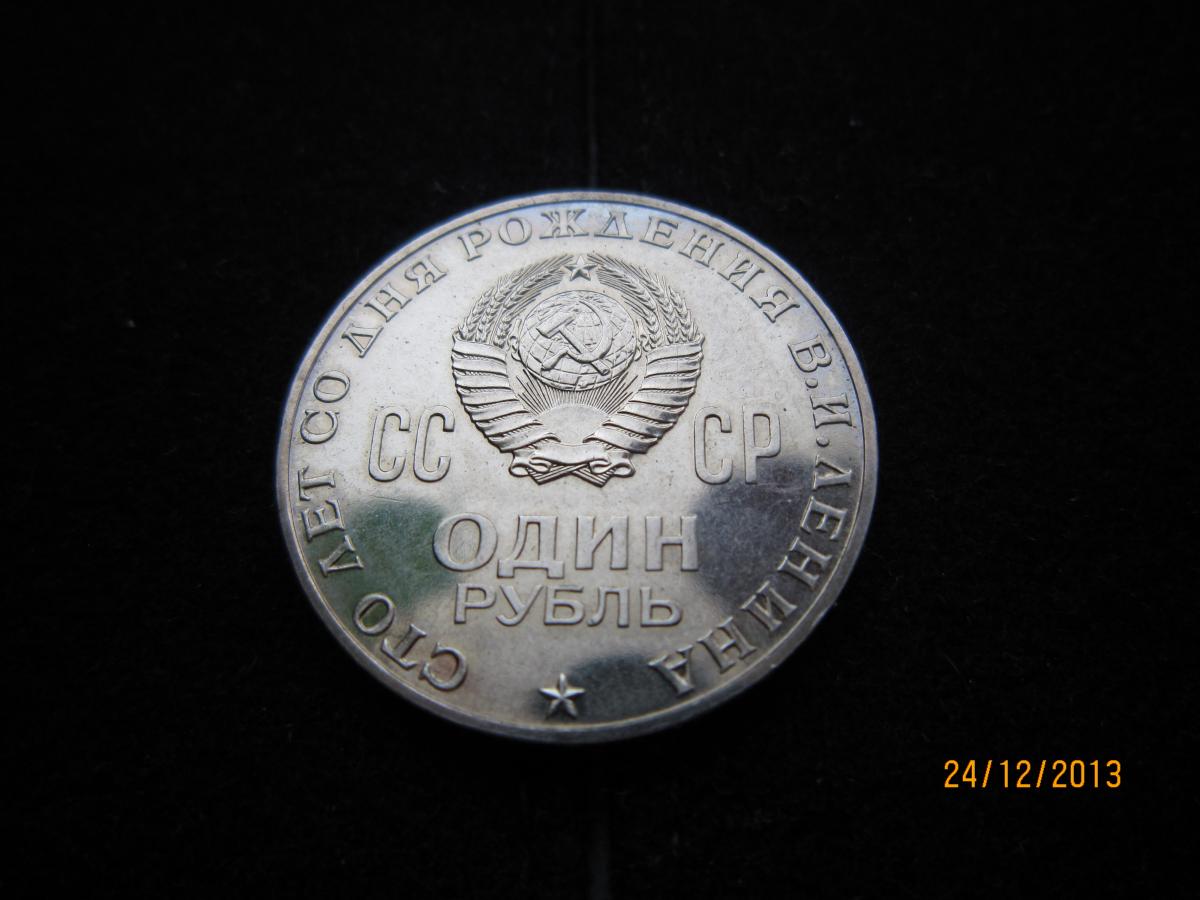 СТО ЛЕТ СО ДНЯ РОЖДЕНИЯ В.И.ЛЕНИНА
СС СР
ОДИН
РУБЛЬ
24/12/2013